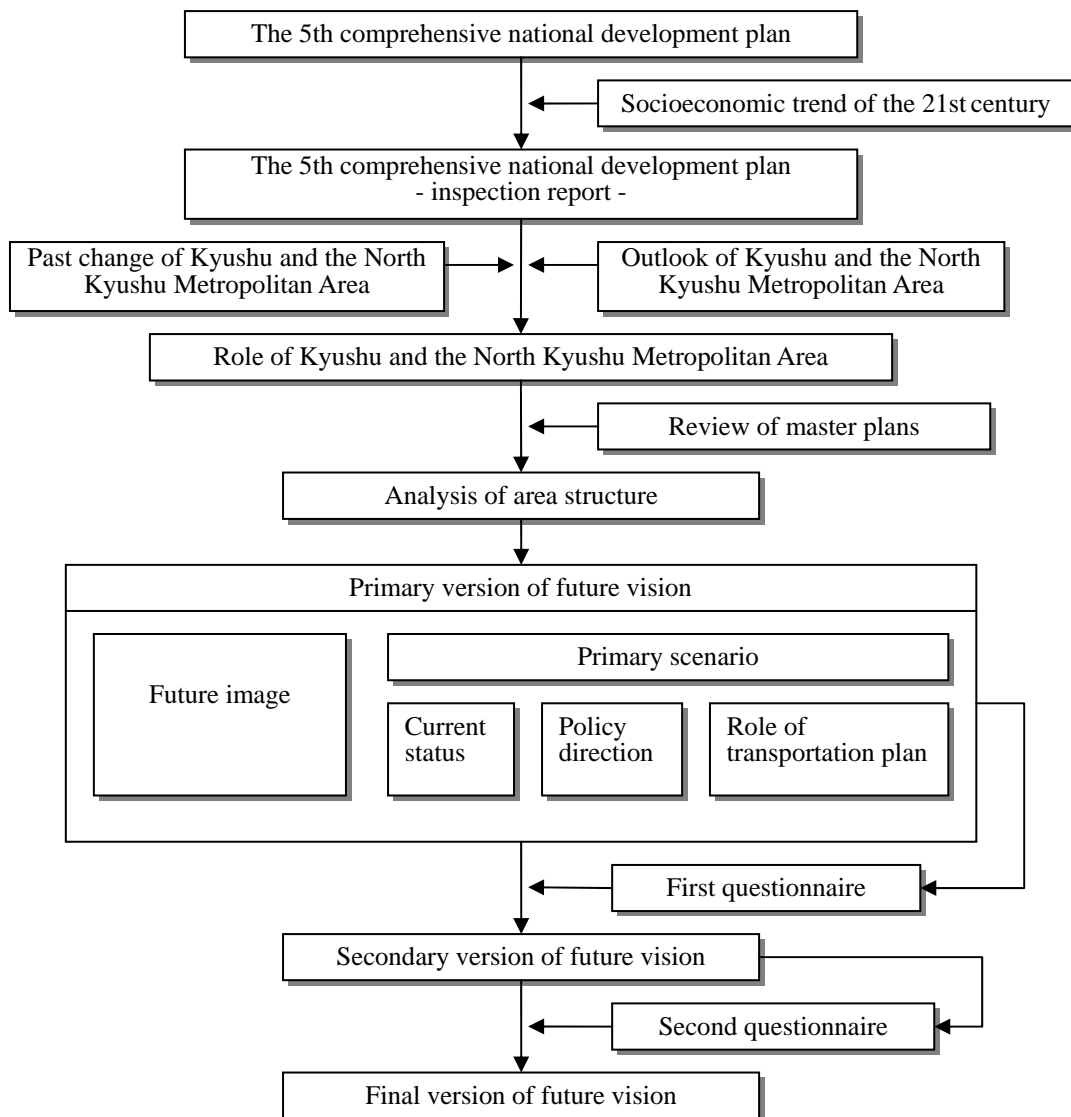 The 5th comprehensive national development plan
Socioeconomic trend of the 21st century
The 5th comprehensive national development plan
- inspection report -
Past change of Kyushu and the North
Kyushu Metropolitan Area
Outlook of Kyushu and the North
Kyushu Metropolitan Area
Role of Kyushu and the North Kyushu Metropolitan Area
Review of master plans
Analysis of area structure
Primary version of future vision
Future image
Primary scenario
Current
status
Policy
direction
Role of
transportation plan
First questionnaire
Secondary version of future vision
Second questionnaire
Final version of future vision